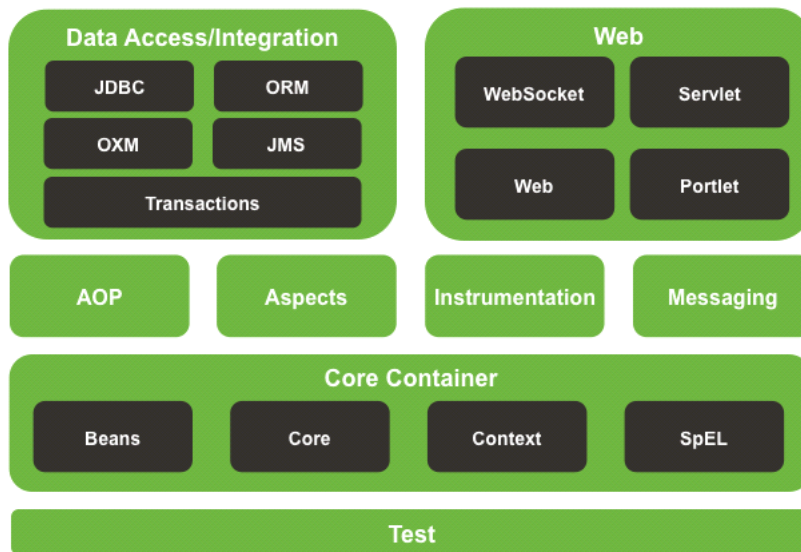 Data Access/Integration
JDBC
ORM
OXM
JMS
Transactions
Web
WebSocket
Servlet
Web
Portlet
AOP
Aspects
Instrumentation
Messaging
Core Container
Beans
Core
Context
SpEL
Test